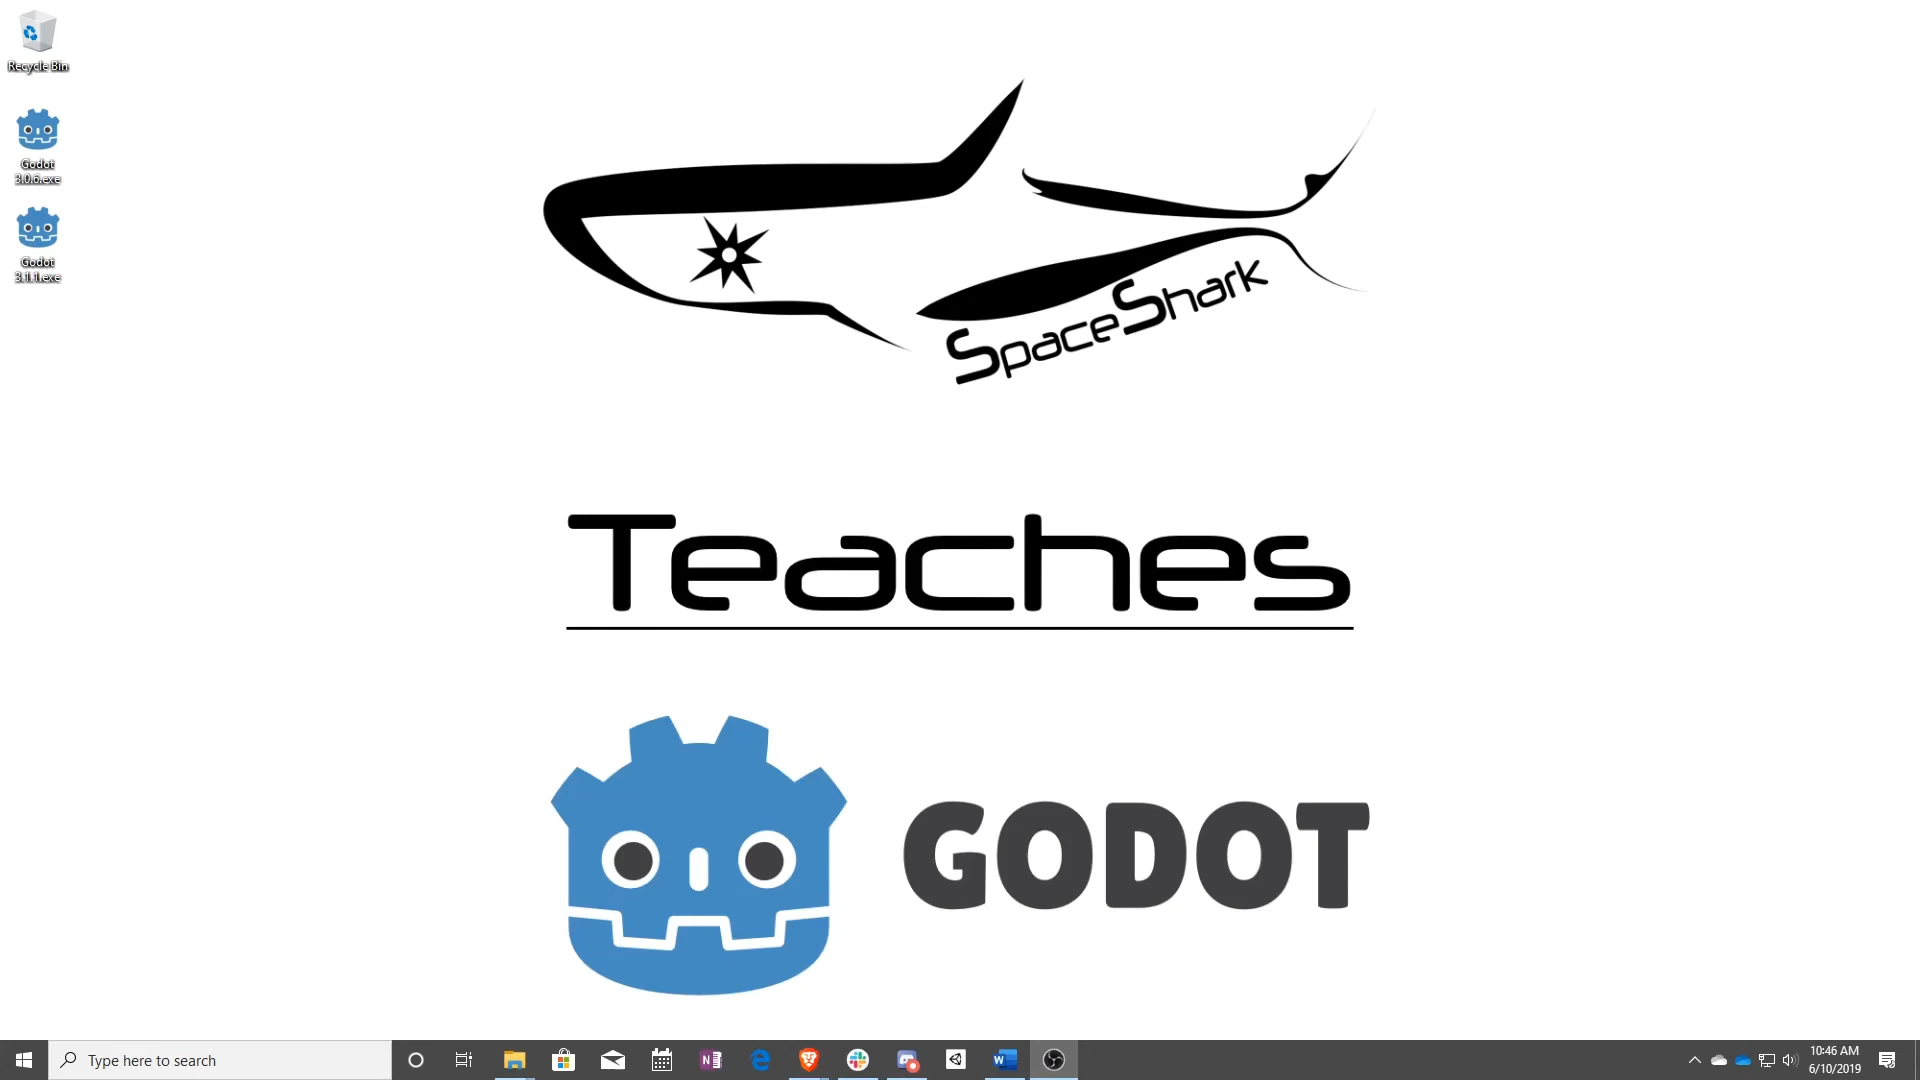 Recycle Bin
Godot
3.0.6.exe
Godot
3.1.1.exe
SpaceShark
Teaches
GODOT
Type here to search
10:46 AM
6/10/2019